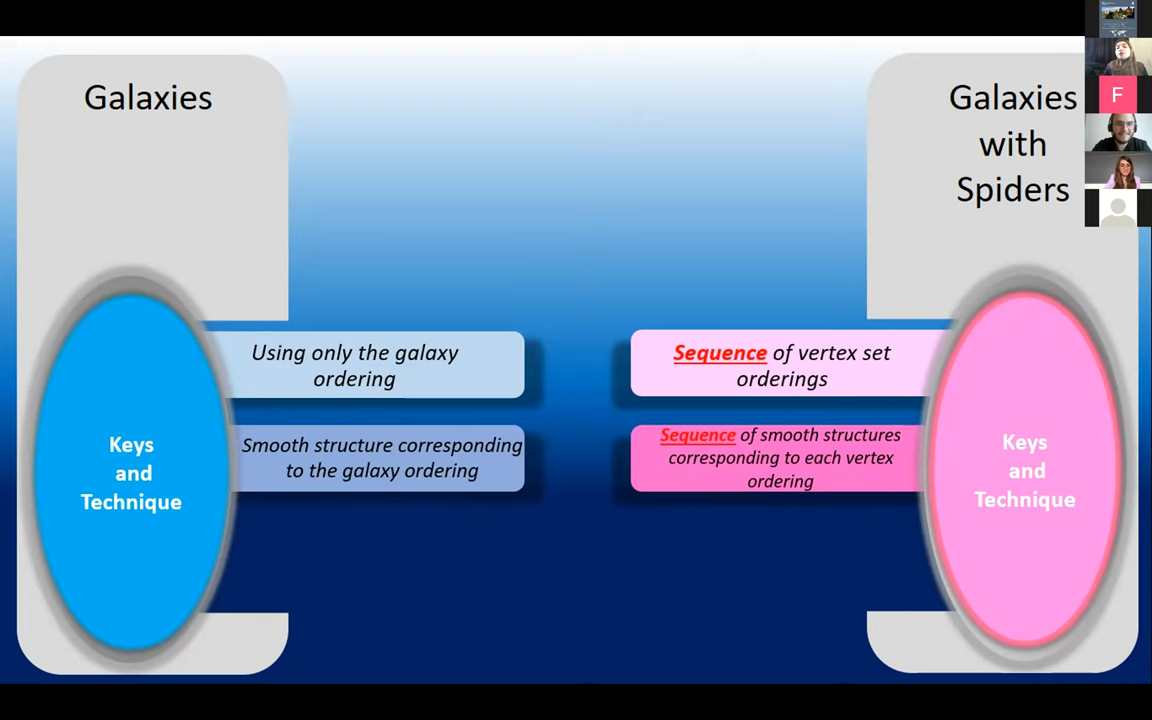 Galaxies
Using only the galaxy
ordering
Smooth structure corresponding
to the galaxy ordering
Keys
and
Technique
Galaxies
with
Spiders
Sequence of vertex set
orderings
Sequence of smooth structures
corresponding to each vertex
ordering
Keys
and
Technique
F